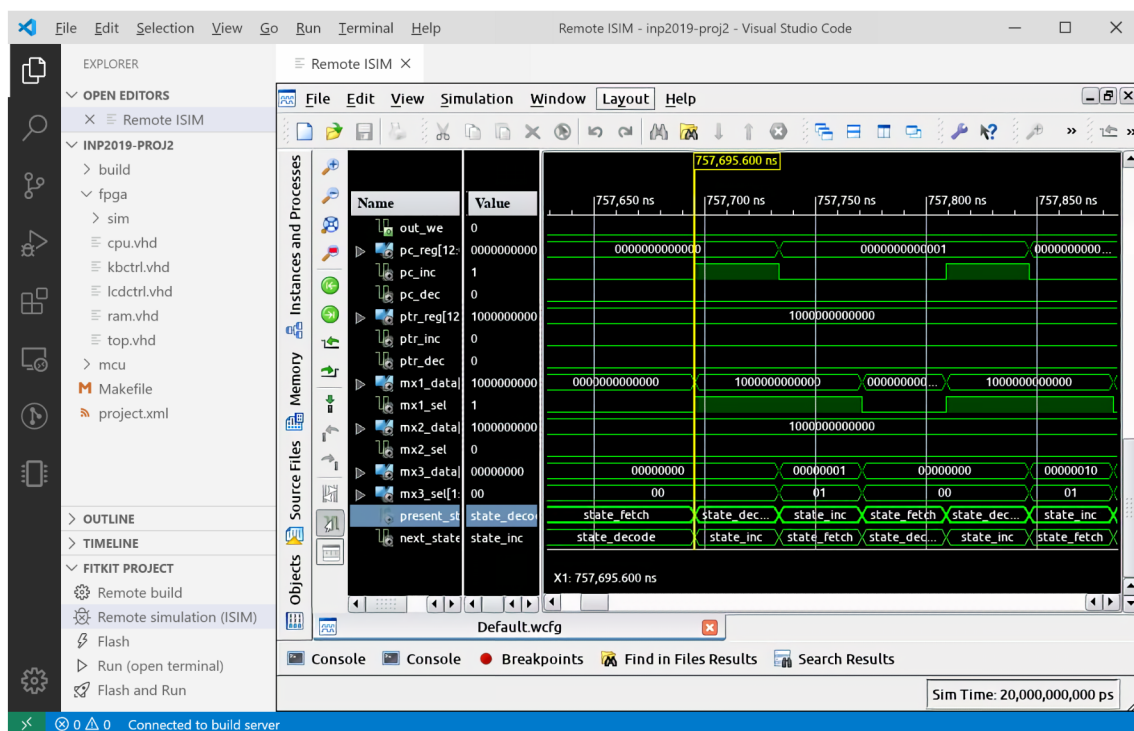 File Edit Selection View Go Run Terminal Help Remote ISIM - inp2019-proj2 - Visual Studio Code
EXPLORER
OPEN EDITORS
Remote ISIM
INP2019-PROJ2
build
fpga
sim
cpu.vhd
kbctrl.vhd
lcdctrl.vhd
ram.vhd
top.vhd
mcu
Makefile
project.xml
OUTLINE
TIMELINE
FITKIT PROJECT
Remote build
Remote simulation (ISIM)
Flash
Run (open terminal)
Flash and Run
Remote ISIM
File Edit View Simulation Window Layout Help
Instances and Processes
Memory
Source Files
Objects
757,695.600 ns
Name Value 757,650 ns 757,700 ns 757,750 ns 757,800 ns 757,850 ns
out_we 0
pc_reg[12: 0000000000 0000000000000 0000000000001 0000000000...
pc_inc 1
pc_dec 0
ptr_reg[12 1000000000 1000000000000
ptr_inc 0
ptr_dec 0
mx1_data[ 1000000000 0000000000000 1000000000000 000000000... 1000000000000
mx1_sel 1
mx2_data[ 1000000000 1000000000000
mx2_sel 0
mx3_data[ 00000000 00000000 00000001 00000000 00000010
mx3_sel[1: 00 00 01 00 01
present_st state_deco state_fetch state_dec... state_inc state_fetch state_dec... state_inc
next_state state_inc state_decode state_inc state_fetch state_dec... state_inc state_fetch
X1: 757,695.600 ns
Default.wcfg
Console Console Breakpoints Find in Files Results Search Results
Sim Time: 20,000,000,000 ps
0 0 Connected to build server